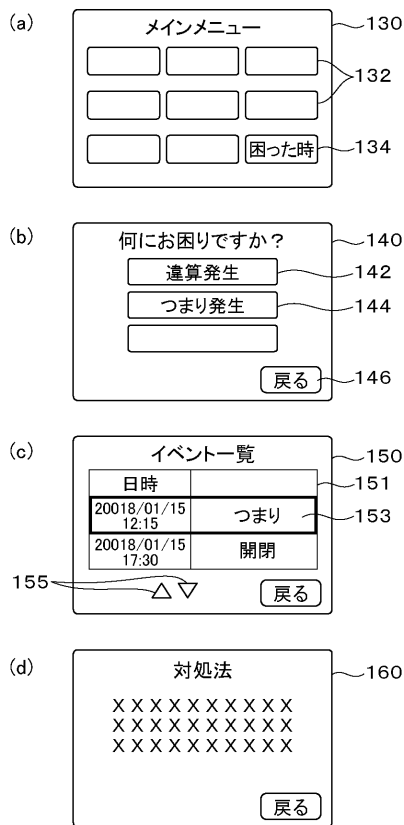 (a)
メインメニュー
130
132
困った時
134
(b)
何にお困りですか？
140
違算発生
142
つまり発生
144
戻る
146
(c)
イベント一覧
150
日時
151
20018/01/15
12:15
つまり
153
20018/01/15
17:30
開閉
155
△▽
戻る
(d)
対処法
160
X X X X X X X X X X
X X X X X X X X X X
X X X X X X X X X X
戻る